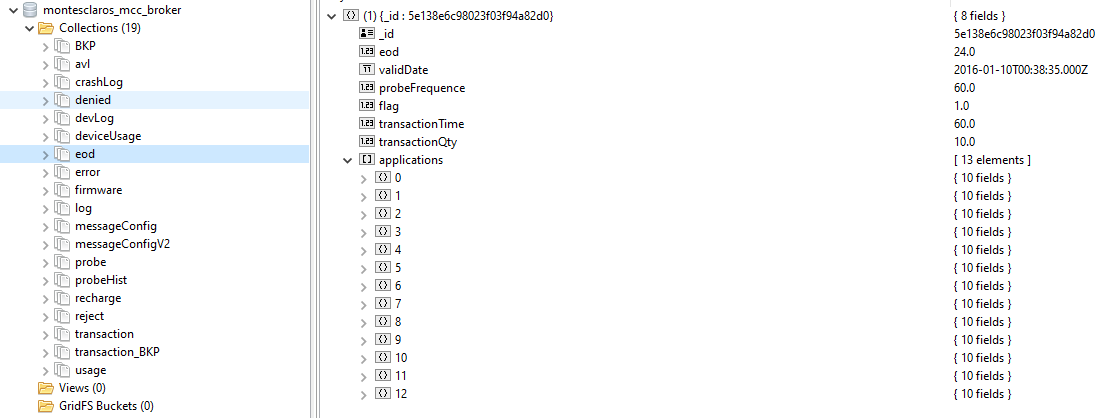 montesclaros_mcc_broker
Collections (19)
BKP
avl
crashLog
denied
devLog
deviceUsage
eod
error
firmware
log
messageConfig
messageConfigV2
probe
probeHist
recharge
reject
transaction
transaction_BKP
usage
Views (0)
GridFS Buckets (0)
(1) {_id : 5e138e6c98023f03f94a82d0} { 8 fields }
_id 5e138e6c98023f03f94a82d0
eod 24.0
validDate 2016-01-10T00:38:35.000Z
probeFrequence 60.0
flag 1.0
transactionTime 60.0
transactionQty 10.0
applications [ 13 elements ]
0 { 10 fields }
1 { 10 fields }
2 { 10 fields }
3 { 10 fields }
4 { 10 fields }
5 { 10 fields }
6 { 10 fields }
7 { 10 fields }
8 { 10 fields }
9 { 10 fields }
10 { 10 fields }
11 { 10 fields }
12 { 10 fields }